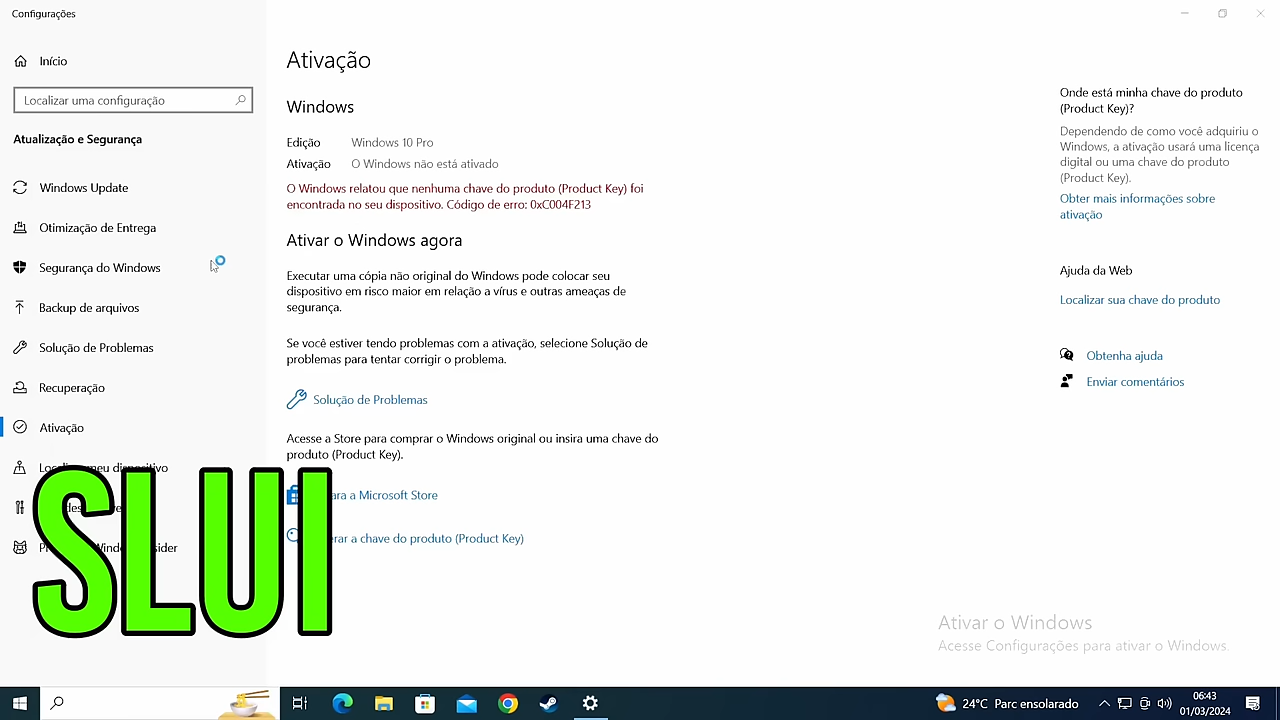 Configurações
Início
Localizar uma configuração
Atualização e Segurança
Windows Update
Otimização de Entrega
Segurança do Windows
Backup de arquivos
Solução de Problemas
Recuperação
Ativação
dispositivo
SLUI
Ativação
Windows
Edição Windows 10 Pro
Ativação O Windows não está ativado
O Windows relatou que nenhuma chave do produto (Product Key) foi
encontrada no seu dispositivo. Código de erro: 0xC004F213
Ativar o Windows agora
Executar uma cópia não original do Windows pode colocar seu
dispositivo em risco maior em relação a vírus e outras ameaças de
segurança.
Se você estiver tendo problemas com a ativação, selecione Solução de
problemas para tentar corrigir o problema.
Solução de Problemas
Acesse a Store para comprar o Windows original ou insira uma chave do
produto (Product Key).
a Microsoft Store
a chave do produto (Product Key)
Onde está minha chave do produto
(Product Key)?
Dependendo de como você adquiriu o
Windows, a ativação usará uma licença
digital ou uma chave do produto
(Product Key).
Obter mais informações sobre
ativação
Ajuda da Web
Localizar sua chave do produto
Obtenha ajuda
Enviar comentários
Ativar o Windows
Acesse Configurações para ativar o Windows.
24°C Parc ensolarado
06:43
01/03/2024